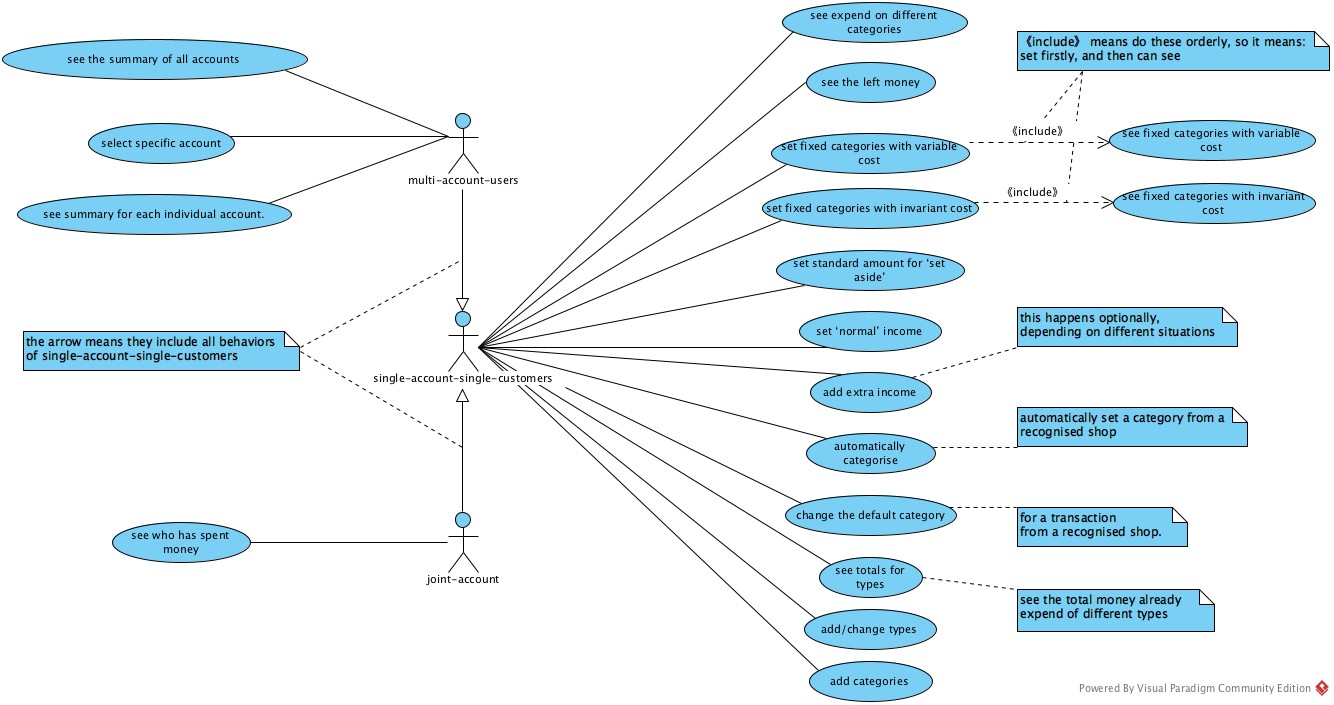 see the summary of all accounts
select specific account
see summary for each individual account.
multi-account-users
the arrow means they include all behaviors
of single-account-single-customers
single-account-single-customers
see who has spent
money
joint-account
see expend on different
categories
see the left money
set fixed categories with variable
cost
set fixed categories with invariant cost
set standard amount for 'set
aside'
set 'normal' income
add extra income
automatically
categorise
change the default category
see totals for
types
add/change types
add categories
《include》 means do these orderly, so it means:
set firstly, and then can see
《include》
see fixed categories with variable
cost
《include》
see fixed categories with invariant
cost
this happens optionally,
depending on different situations
automatically set a category from a
recognised shop
for a transaction
from a recognised shop.
see the total money already
expend of different types
Powered By Visual Paradigm Community Edition